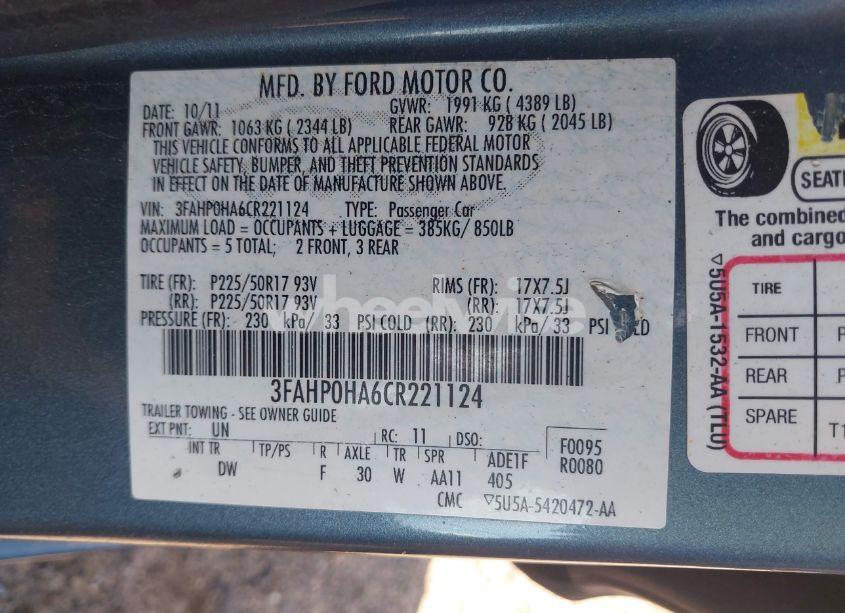 MFD. BY FORD MOTOR CO.
DATE: 10/11 GVWR: 1991 KG ( 4389 LB)
FRONT GAWR: 1063 KG ( 2344 LB) REAR GAWR: 928 KG ( 2045 LB)
THIS VEHICLE CONFORMS TO ALL APPLICABLE FEDERAL MOTOR
VEHICLE SAFETY, BUMPER, AND THEFT PREVENTION STANDARDS
IN EFFECT ON THE DATE OF MANUFACTURE SHOWN ABOVE.
VIN: 3FAHP0HA6CR221124 TYPE: Passenger Car
MAXIMUM LOAD = OCCUPANTS + LUGGAGE = 385KG/ 850LB
OCCUPANTS = 5 TOTAL; 2 FRONT, 3 REAR
TIRE (FR): P225/50R17 93V RIMS (FR): 17X7.5J
(RR): P225/50R17 93V (RR): 17X7.5J
PRESSURE (FR): 230 kPa/ 33 PSI COLD (RR): 230 kPa/ 33 PSI COLD
wheelwise
3FAHP0HA6CR221124
TRAILER TOWING - SEE OWNER GUIDE
EXT PNT: UN RC: 11 DSO: F0095
R0080
INT TR TP/PS R AXLE TR SPR ADE1F
DW F 30 W AA11 405
CMC ▽5U5A-5420472-AA
SEATI
The combined
and cargo
▽5U5A-1532-AA (TLU)
TIRE
FRONT P
REAR P
SPARE T1